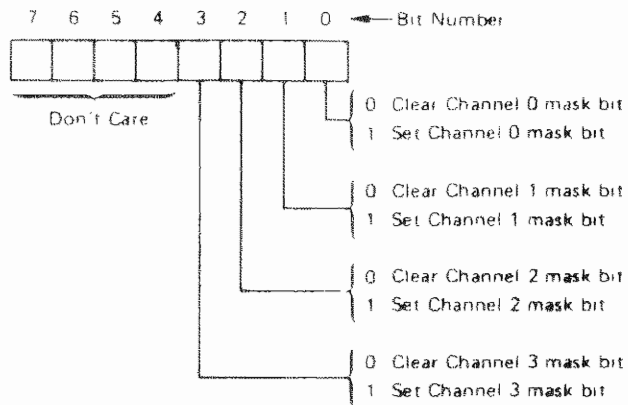 7 6 5 4 3 2 1 0 Bit Number
Don't Care
0 Clear Channel 0 mask bit
1 Set Channel 0 mask bit
0 Clear Channel 1 mask bit
1 Set Channel 1 mask bit
0 Clear Channel 2 mask bit
1 Set Channel 2 mask bit
0 Clear Channel 3 mask bit
1 Set Channel 3 mask bit